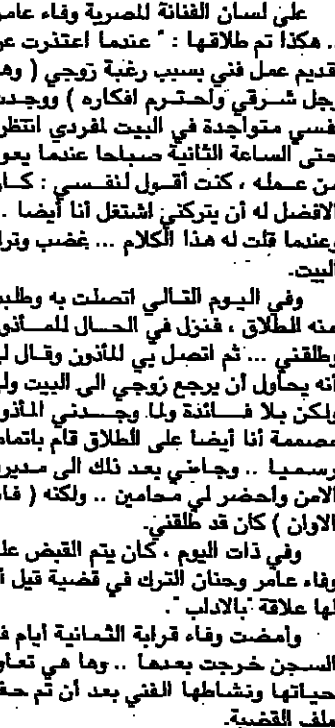 على لسان الفنانة المصرية وفاء عامر
.. هكذا تم طلاقها : " عندما اعتذرت عن
تقديم عمل فني بسبب رغبة زوجي ( وهو
رجل شرقي واحترم افكاره ) ووجدت
نفسي متواجدة في البيت لمفردي انتظره
حتى الساعة الثانية صباحا عندما يعود
من عمله ، كنت أقول لنفسي : كان
الافضل له أن يتركني اشتغل أنا أيضا ..
وعندما قلت له هذا الكلام ... غضب وترك
البيت.
وفي اليوم التالي اتصلت به وطلبت
منه الطلاق ، فنزل في الحال للمأذون
وطلقني ... ثم اتصل بي المأذون وقال لي
أنه يحاول أن يرجع زوجي الى البيت ولكن
ولكن بلا فائدة ولما وجدني المأذون
مصممة أنا أيضا على الطلاق قام باتمامه
رسميا .. وجاءني بعد ذلك الى مديرية
الامن واحضر لي محامين .. ولكنه ( فات
الاوان ) كان قد طلقني.
وفي ذات اليوم ، كان يتم القبض على
وفاء عامر وحنان الترك في قضية قيل أن
لها علاقة "بالاداب".
وأمضت وفاء قرابة الثمانية أيام في
السجن خرجت بعدها .. وها هي تعاود
حياتها ونشاطها الفني بعد أن تم حفظ
ملف القضية.